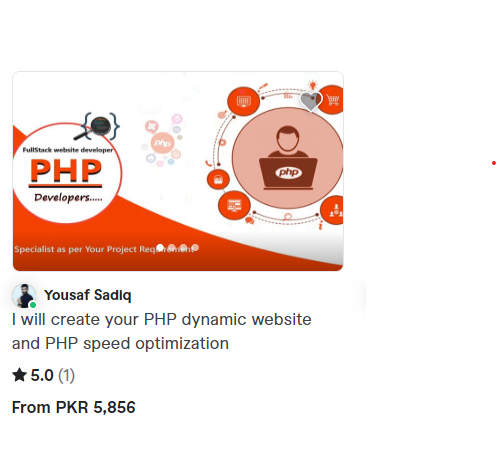 FullStack website developer
PHP
Developers.....
php
php
Specialist as per Your Project Requirement
Yousaf Sadiq
I will create your PHP dynamic website
and PHP speed optimization
5.0 (1)
From PKR 5,856